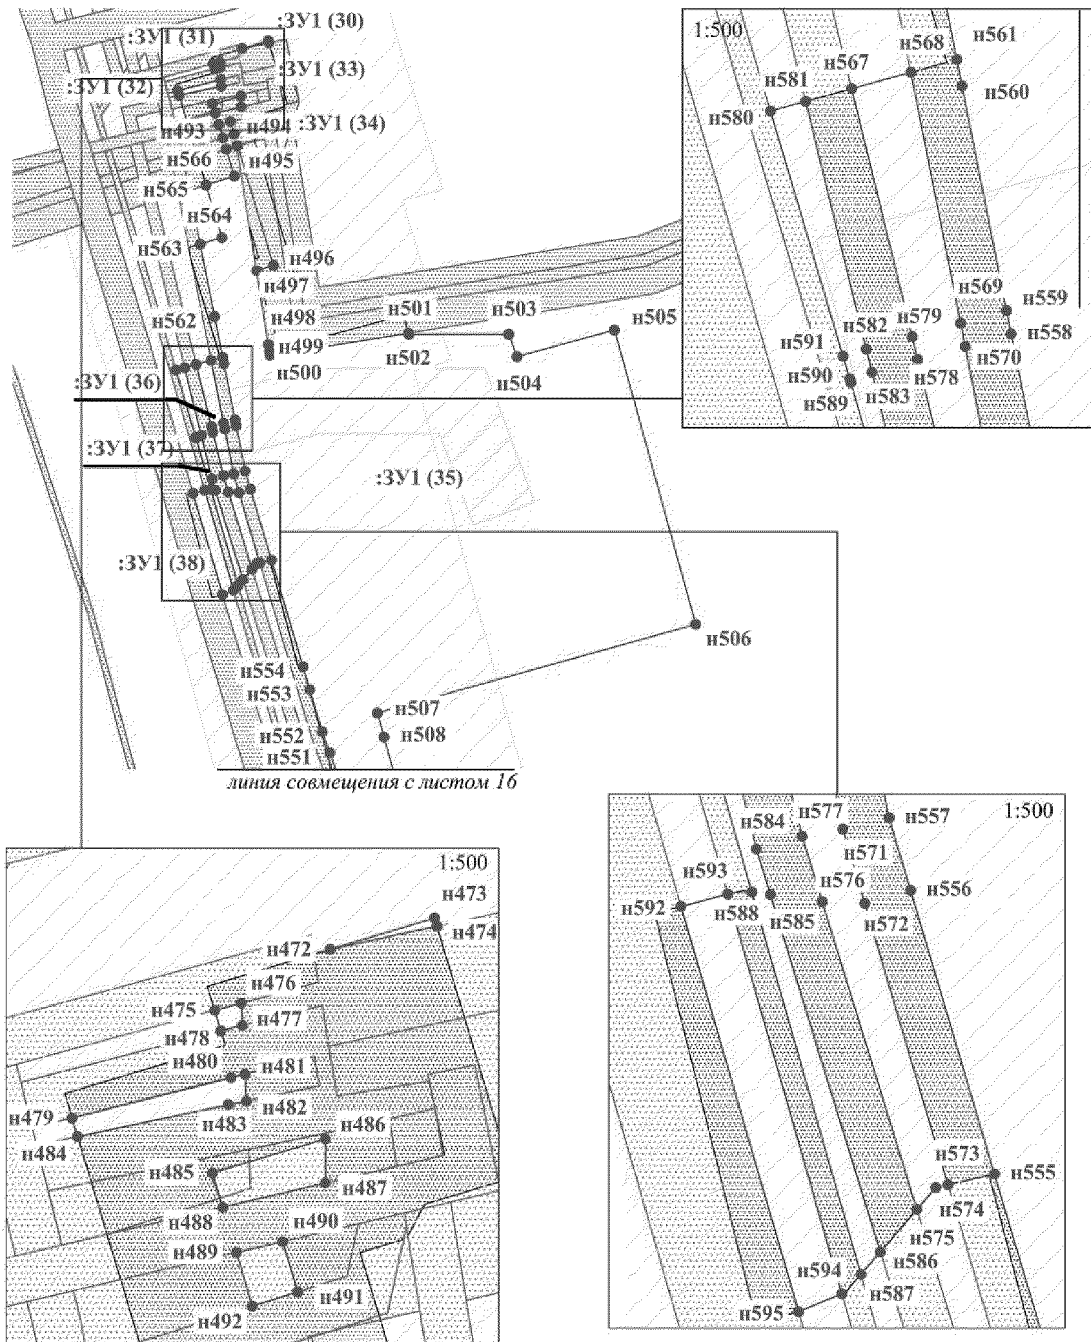 :ЗУ1 (30)
:ЗУ1 (31)
:ЗУ1 (33)
:ЗУ1 (32)
:ЗУ1 (34)
н493
н494
н566
н495
н565
н564
н563
н496
н497
н562
н498
н501
н503
н505
н499
н502
н500
н504
:ЗУ1 (36)
:ЗУ1 (37)
:ЗУ1 (35)
:ЗУ1 (38)
н506
н554
н553
н507
н552
н508
н551
линия совмещения с листом 16
1:500
н561
н568
н567
н581
н560
н580
н569
н559
н579
н582
н558
н591
н570
н590
н578
н583
н589
1:500
н473
н474
н472
н476
н475
н477
н478
н480
н481
н479
н482
н483
н484
н486
н485
н487
н488
н490
н489
н491
н492
1:500
н577
н557
н584
н571
н593
н576
н556
н592
н588
н585
н572
н573
н555
н574
н575
н586
н594
н587
н595